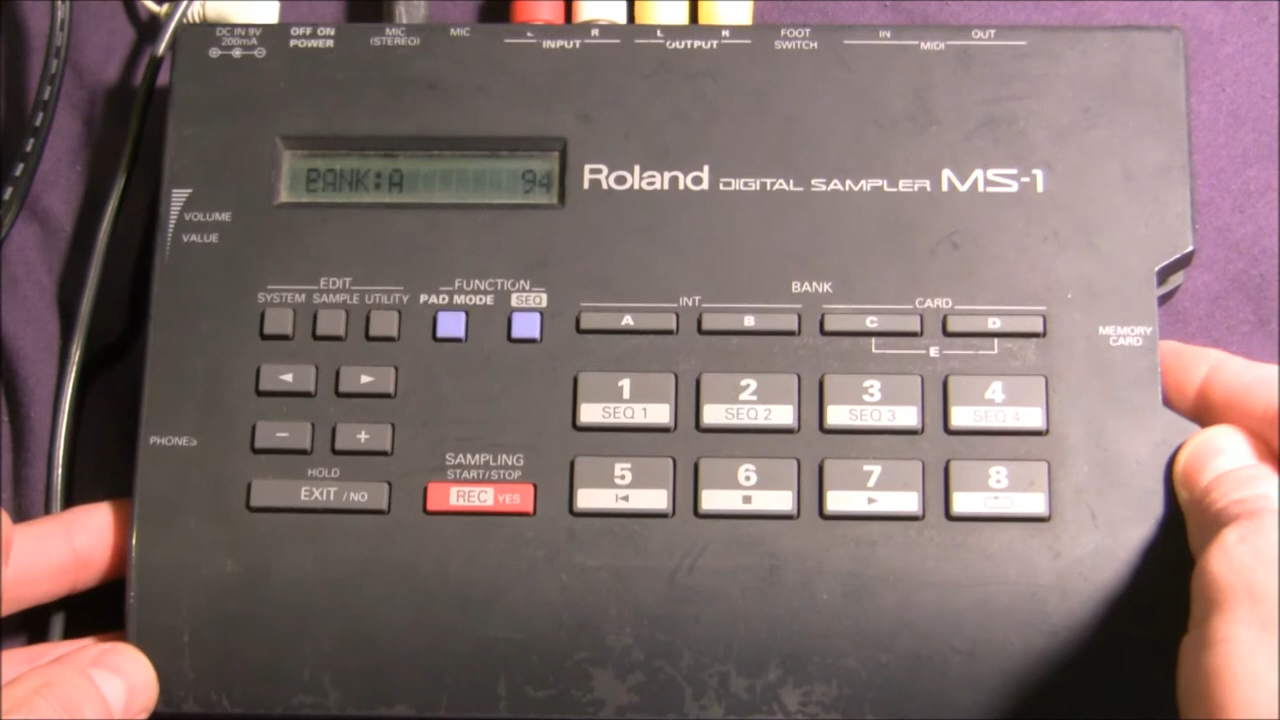 DC IN 9V
200mA
OFF ON
POWER
MIC
(STEREO)
MIC
L R
INPUT
L R
OUTPUT
FOOT
SWITCH
IN OUT
MIDI
BANK:A 94
Roland DIGITAL SAMPLER MS-1
VOLUME
VALUE
EDIT
SYSTEM SAMPLE UTILITY
FUNCTION
PAD MODE SEQ
BANK
INT CARD
A B C D
E
MEMORY
CARD
1 2 3 4
SEQ 1 SEQ 2 SEQ 3 SEQ 4
PHONES
− +
HOLD
EXIT / NO
SAMPLING
START/STOP
REC YES
5 6 7 8